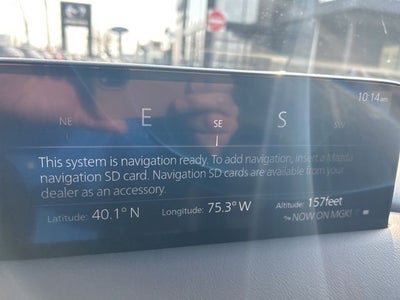 10:14 am
NE E SE S SW
This system is navigation ready. To add navigation, insert a Mazda
navigation SD card. Navigation SD cards are available from your
dealer as an accessory.
Latitude: 40.1° N Longitude: 75.3° W Altitude: 157feet
NOW ON MGK!